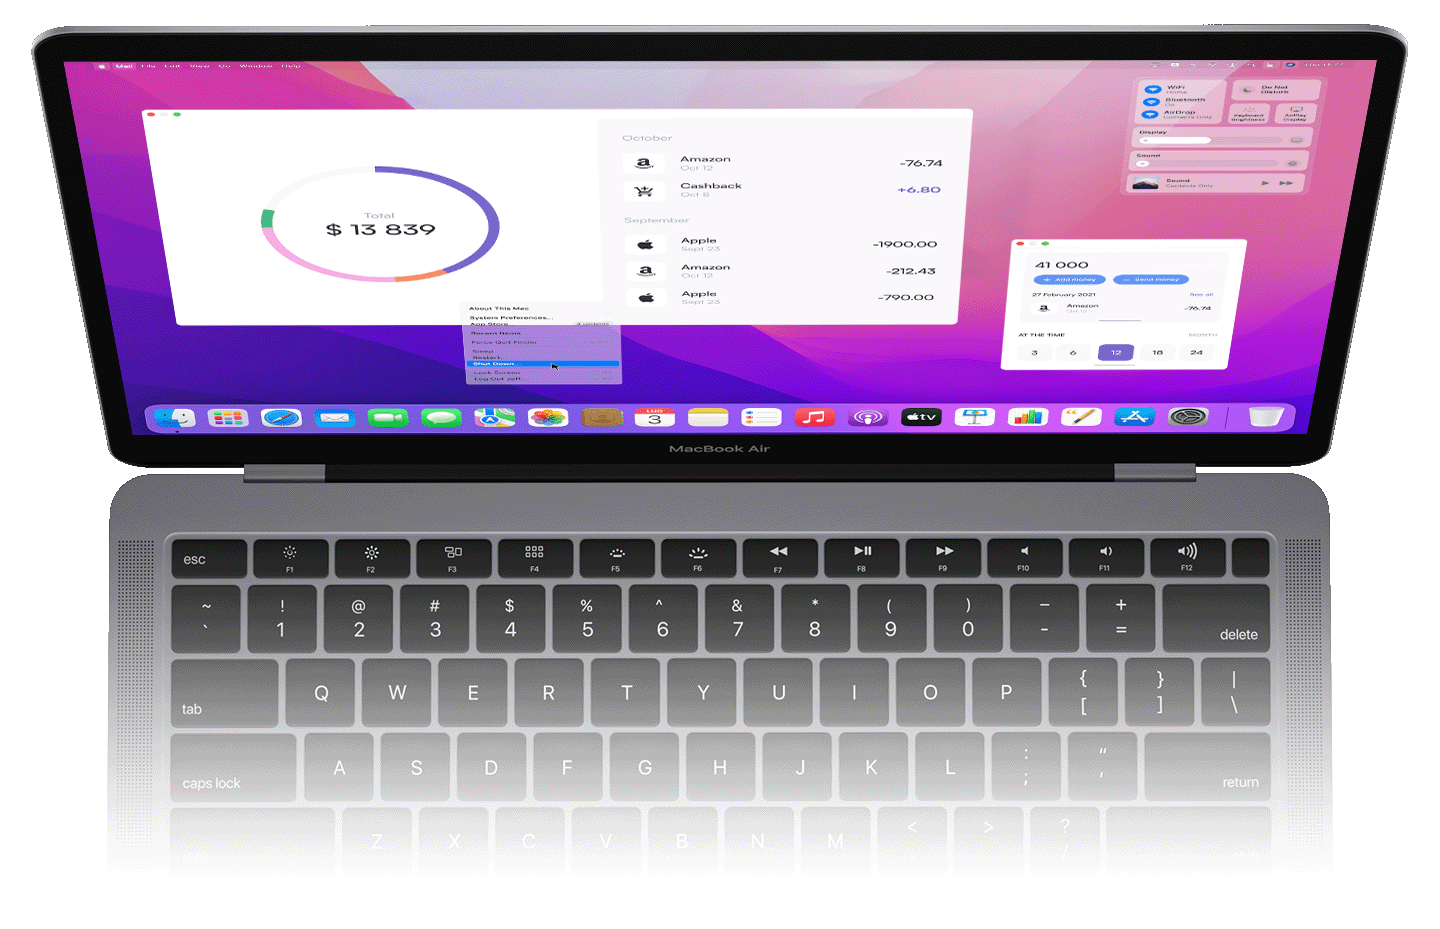 Mail File Edit View Go Window Help
WiFi
Home
Bluetooth
On
AirDrop
Contacts Only
Do Not
Disturb
Keyboard
Brightness
AirPlay
Display
Display
Sound
Sound
Contacts Only
Total
$ 13 839
October
Amazon
Oct 12
-76.74
Cashback
Oct 8
+6.80
September
Apple
Sept 23
-1900.00
Amazon
Oct 12
-212.43
Apple
Sept 23
-790.00
41 000
+ Add money
Send money
27 February 2021
See all
Amazon
Oct 12
-76,74
AT THE TIME
MONTH
3 6 12 18 24
About This Mac
System Preferences...
App Store...
Recent Items
Force Quit Finder
Sleep
Restart...
Shut Down...
Lock Screen
Log Out Jeff...
LUG
3
tv
MacBook Air
esc F1 F2 F3 F4 F5 F6 F7 F8 F9 F10 F11 F12
~ ! @ # $ % ^ & * ( ) – +
` 1 2 3 4 5 6 7 8 9 0 - = delete
tab Q W E R T Y U I O P { [ } ] | \
caps lock A S D F G H J K L : ; " ' return
shift Z X C V B N M < > ? / shift